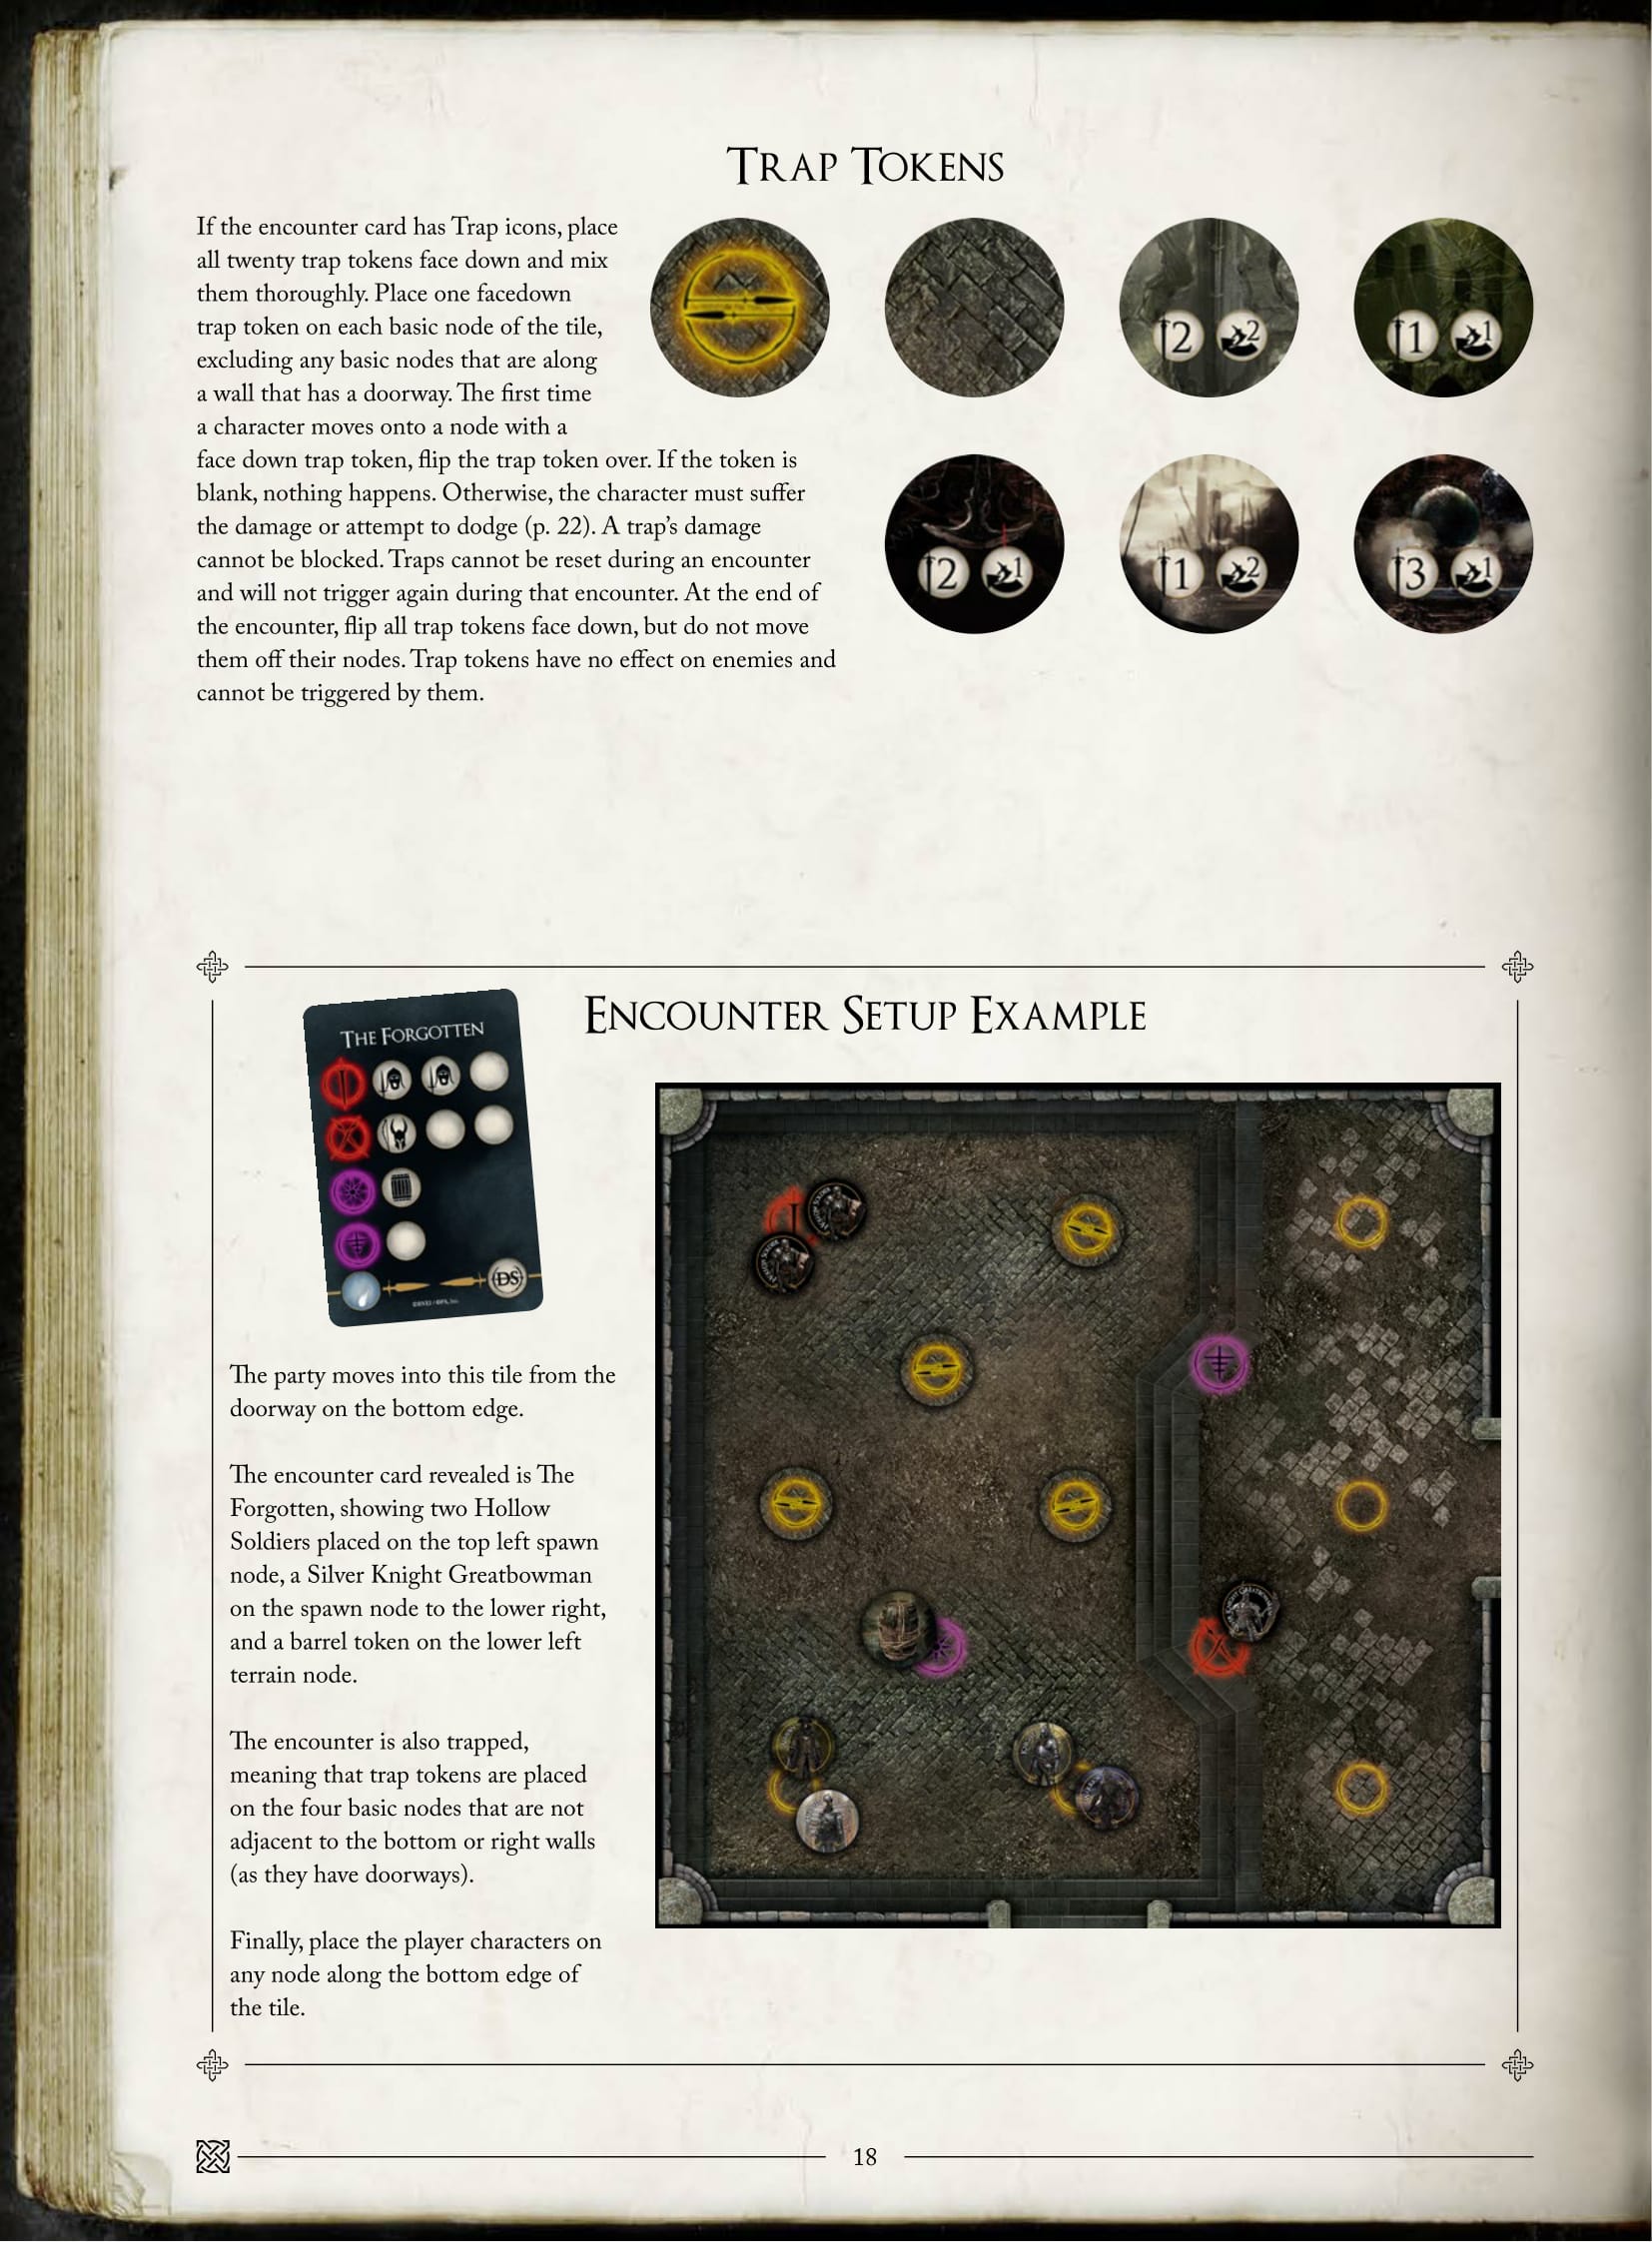 TRAP TOKENS
If the encounter card has Trap icons, place
all twenty trap tokens face down and mix
them thoroughly. Place one facedown
trap token on each basic node of the tile,
excluding any basic nodes that are along
a wall that has a doorway. The first time
a character moves onto a node with a
face down trap token, flip the trap token over. If the token is
blank, nothing happens. Otherwise, the character must suffer
the damage or attempt to dodge (p. 22). A trap’s damage
cannot be blocked. Traps cannot be reset during an encounter
and will not trigger again during that encounter. At the end of
the encounter, flip all trap tokens face down, but do not move
them off their nodes. Trap tokens have no effect on enemies and
cannot be triggered by them.
2 2
1 1
2 1
1 2
3 1
ENCOUNTER SETUP EXAMPLE
THE FORGOTTEN
DS
The party moves into this tile from the
doorway on the bottom edge.
The encounter card revealed is The
Forgotten, showing two Hollow
Soldiers placed on the top left spawn
node, a Silver Knight Greatbowman
on the spawn node to the lower right,
and a barrel token on the lower left
terrain node.
The encounter is also trapped,
meaning that trap tokens are placed
on the four basic nodes that are not
adjacent to the bottom or right walls
(as they have doorways).
Finally, place the player characters on
any node along the bottom edge of
the tile.
18